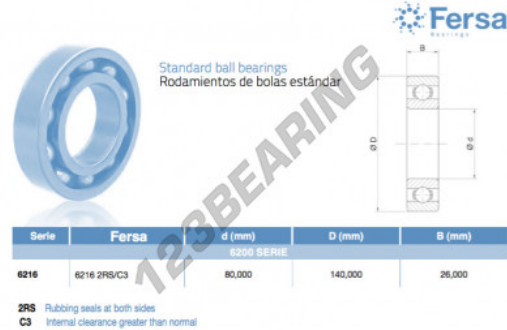 Fersa
Bearings
Standard ball bearings
Rodamientos de bolas estándar
B
Ø D
Ø d
123BEARING
Serie Fersa d (mm) D (mm) B (mm)
6200 SERIE
6216 6216 2RS/C3 80,000 140,000 26,000
2RS Rubbing seals at both sides
C3 Internal clearance greater than normal